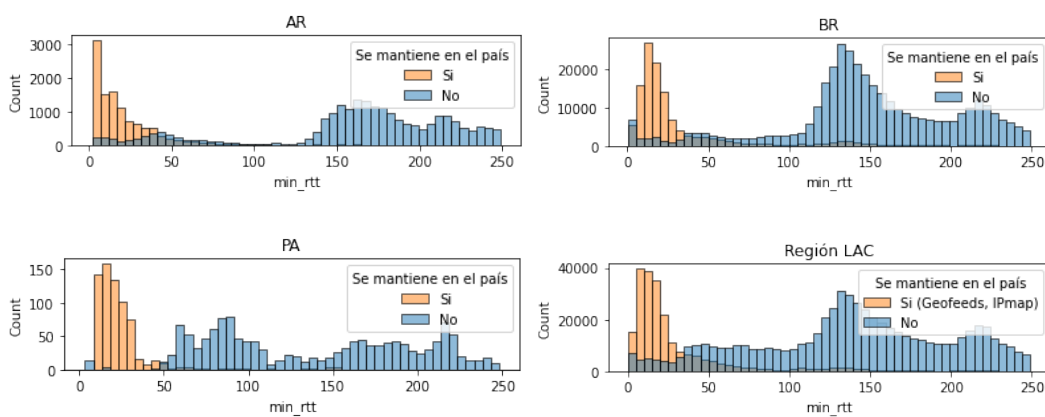 AR
3000
2000
1000
0
Count
Se mantiene en el país
Si
No
0 50 100 150 200 250
min_rtt
BR
20000
10000
0
Count
Se mantiene en el país
Si
No
0 50 100 150 200 250
min_rtt
PA
150
100
50
0
Count
Se mantiene en el país
Si
No
0 50 100 150 200 250
min_rtt
Región LAC
40000
20000
0
Count
Se mantiene en el país
Si (Geofeeds, IPmap)
No
0 50 100 150 200 250
min_rtt